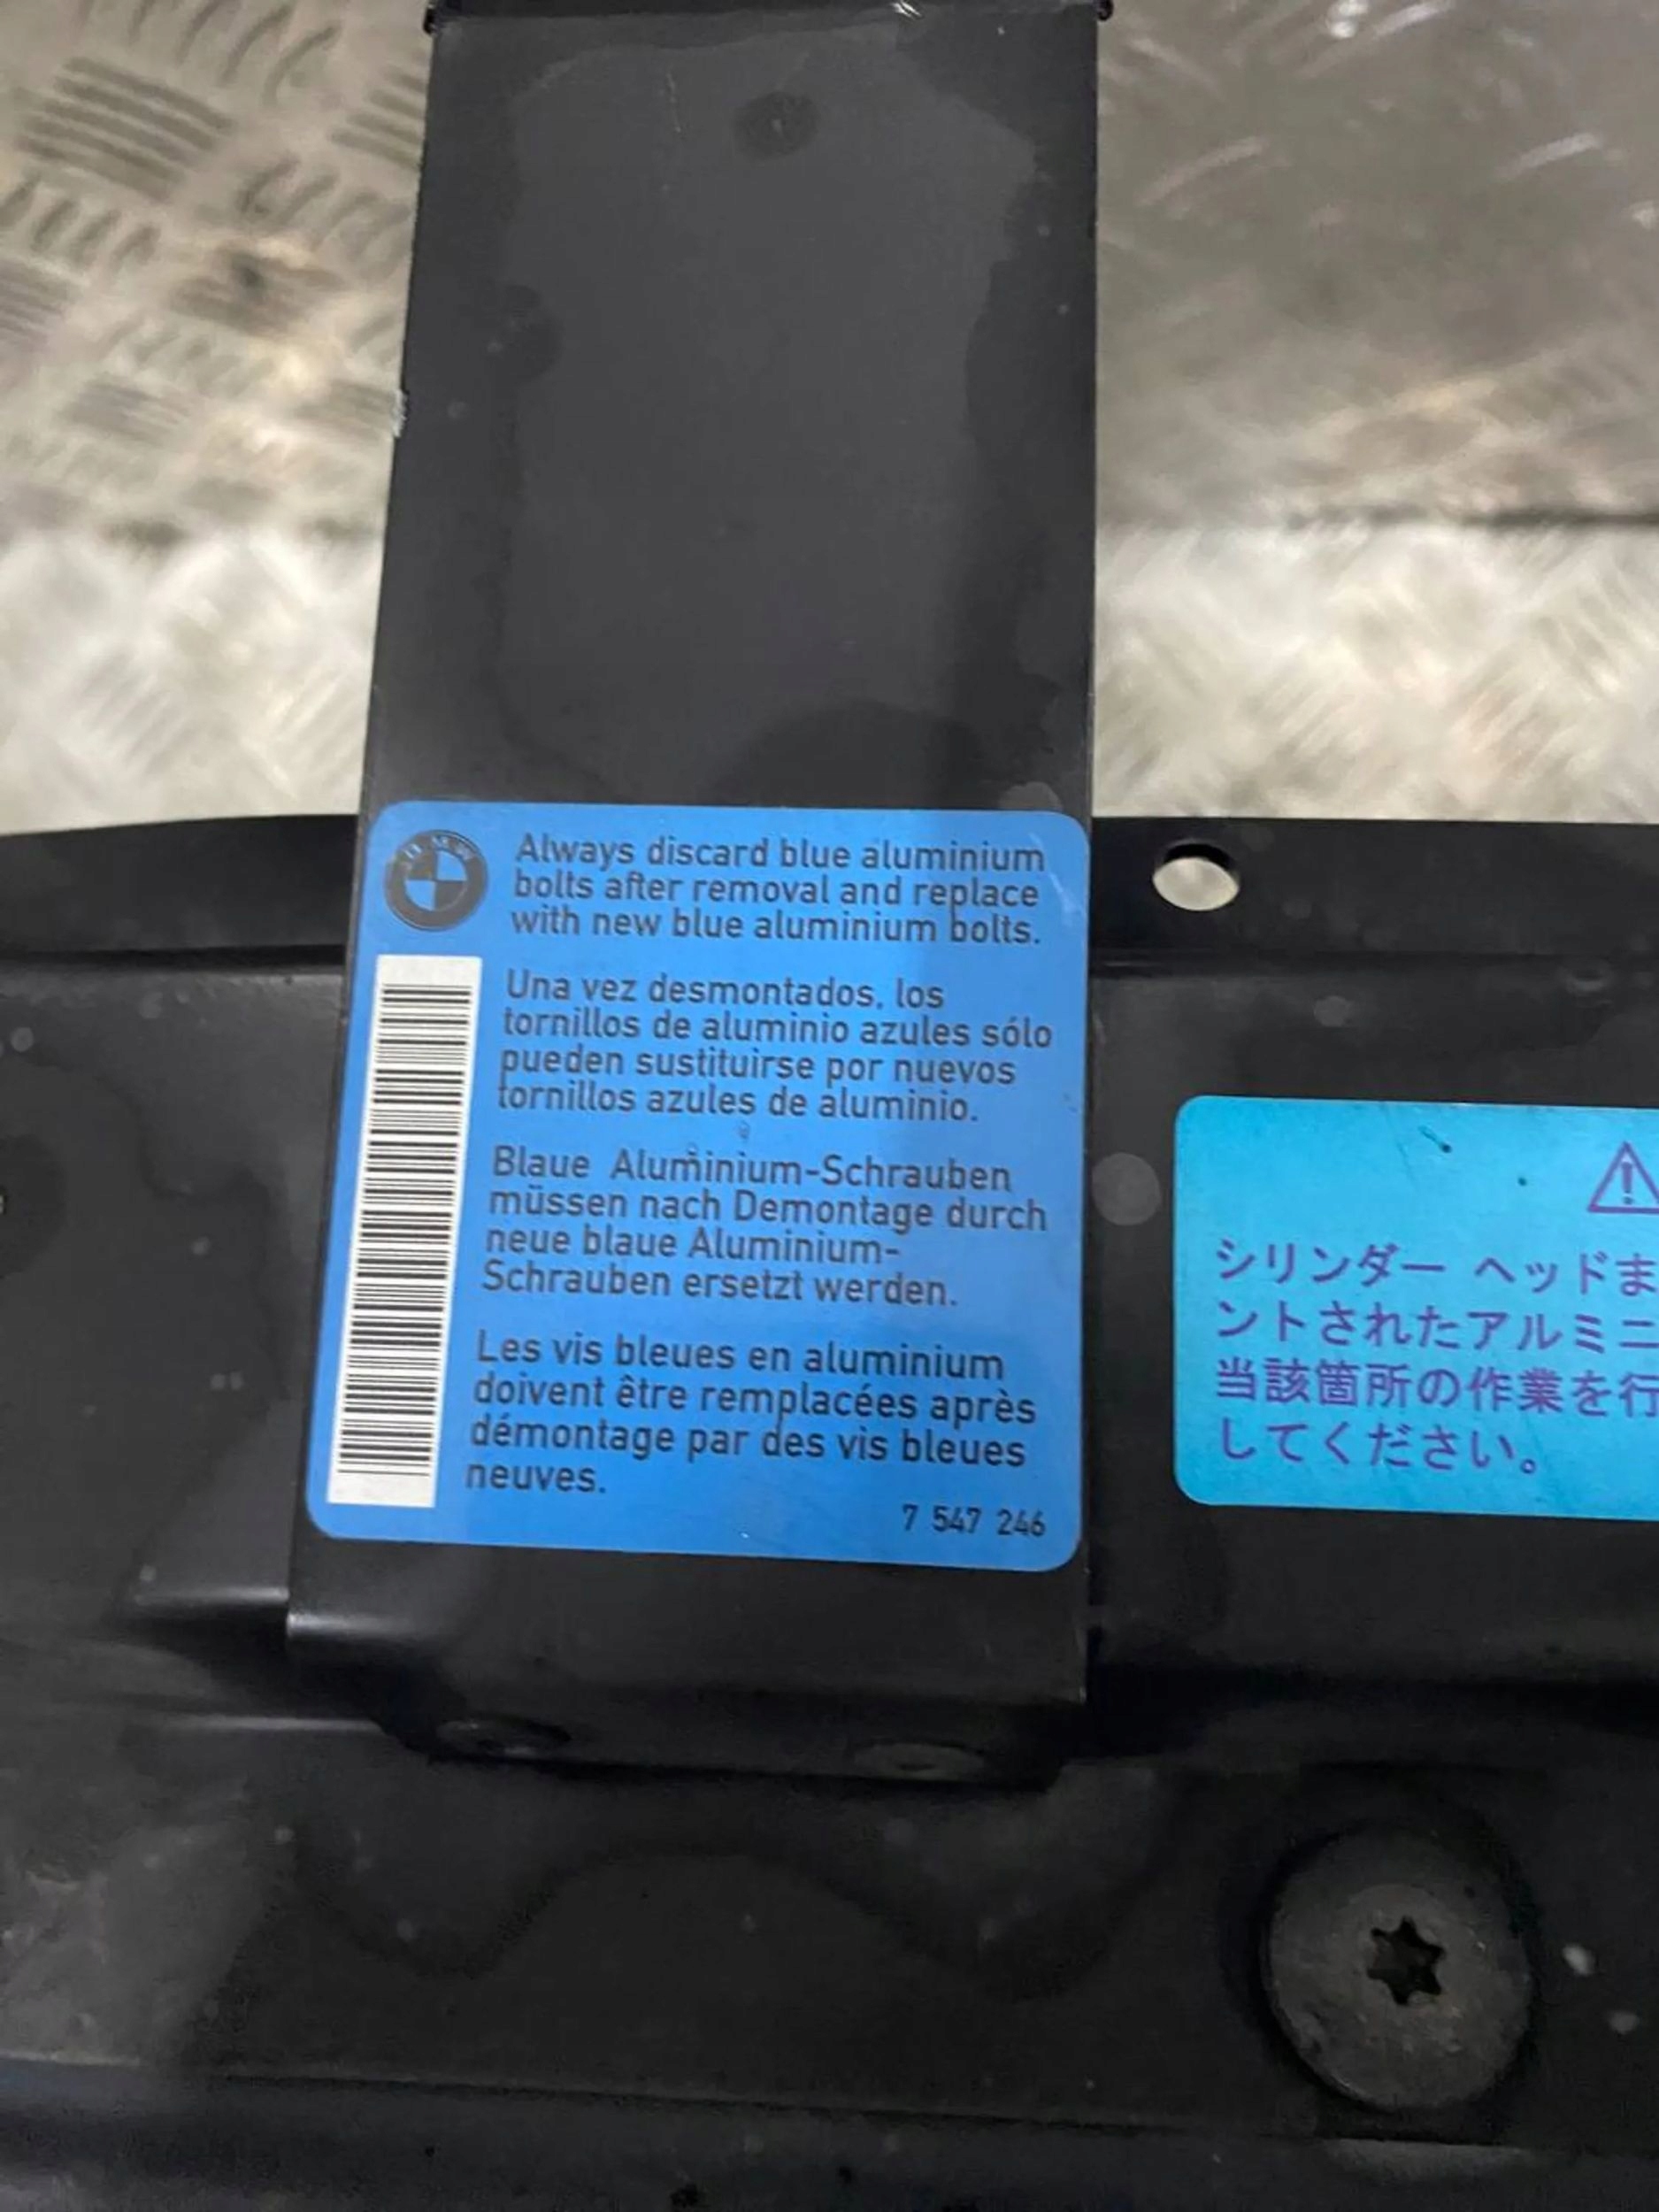 BMW
Always discard blue aluminium
bolts after removal and replace
with new blue aluminium bolts.
Una vez desmontados, los
tornillos de aluminio azules sólo
pueden sustituirse por nuevos
tornillos azules de aluminio.
Blaue Aluminium-Schrauben
müssen nach Demontage durch
neue blaue Aluminium-
Schrauben ersetzt werden.
Les vis bleues en aluminium
doivent être remplacées après
démontage par des vis bleues
neuves.
7 547 246
シリンダー ヘッドま
ントされたアルミニ
当該箇所の作業を行
してください。